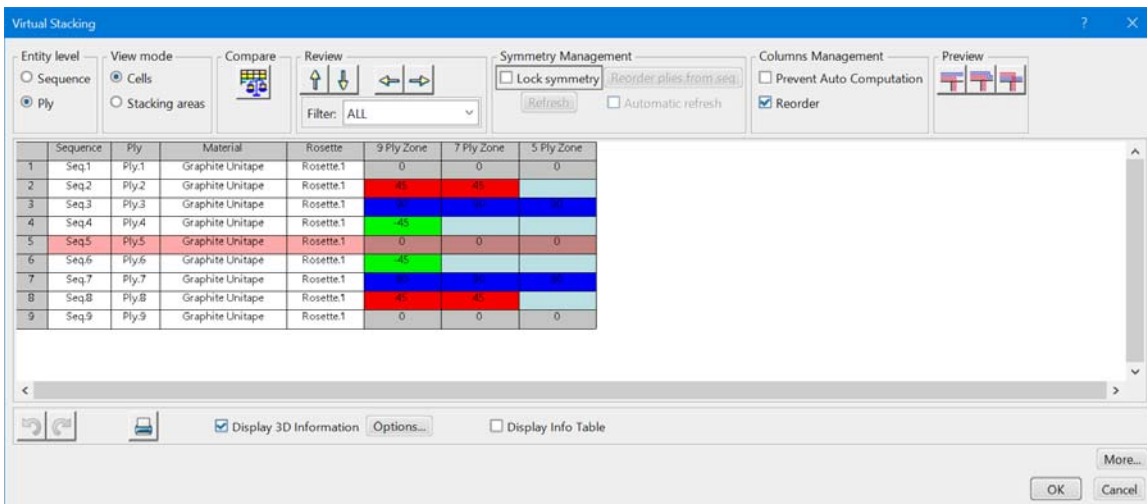 Virtual Stacking
Entity level View mode Compare Review Symmetry Management Columns Management Preview
Sequence Cells Lock symmetry Reorder plies from seq. Prevent Auto Computation
Ply Stacking areas Filter: ALL Refresh Automatic refresh Reorder
Sequence Ply Material Rosette 9 Ply Zone 7 Ply Zone 5 Ply Zone
1 Seq.1 Ply.1 Graphite Unitape Rosette.1 0 0 0
2 Seq.2 Ply.2 Graphite Unitape Rosette.1 45 45
3 Seq.3 Ply.3 Graphite Unitape Rosette.1
4 Seq.4 Ply.4 Graphite Unitape Rosette.1 -45
5 Seq.5 Ply.5 Graphite Unitape Rosette.1 0 0 0
6 Seq.6 Ply.6 Graphite Unitape Rosette.1 -45
7 Seq.7 Ply.7 Graphite Unitape Rosette.1
8 Seq.8 Ply.8 Graphite Unitape Rosette.1 45 45
9 Seq.9 Ply.9 Graphite Unitape Rosette.1 0 0 0
Display 3D Information Options... Display Info Table
More...
OK Cancel